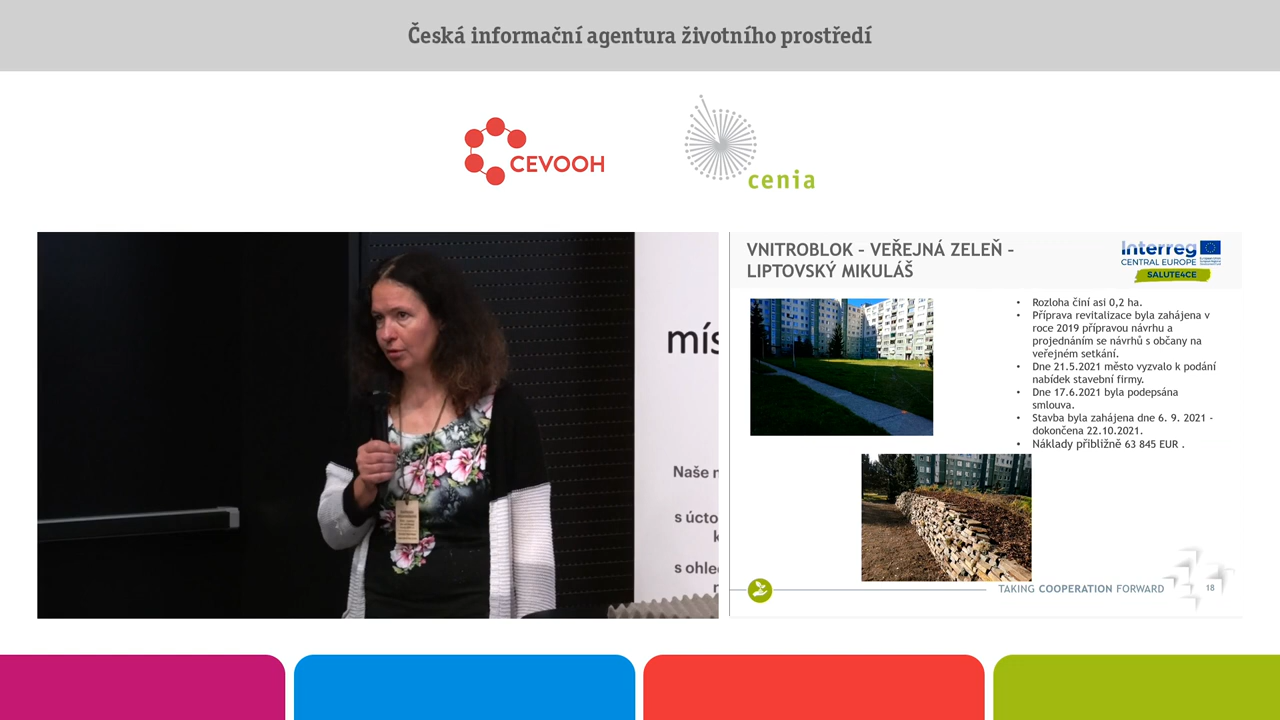 Česká informační agentura životního prostředí
CEVOOH
cenia
VNITROBLOK – VEŘEJNÁ ZELEŇ –
LIPTOVSKÝ MIKULÁŠ
Interreg
CENTRAL EUROPE
SALUTE4CE
• Rozloha činí asi 0,2 ha.
• Příprava revitalizace byla zahájena v
roce 2019 přípravou návrhu a
projednáním se návrhů s občany na
veřejném setkání.
• Dne 21.5.2021 město vyzvalo k podání
nabídek stavební firmy.
• Dne 17.6.2021 byla podepsána
smlouva.
• Stavba byla zahájena dne 6. 9. 2021 -
dokončena 22.10.2021.
• Náklady přibližně 63 845 EUR .
TAKING COOPERATION FORWARD
18
mís
Naše n
s úcto
k
s ohle